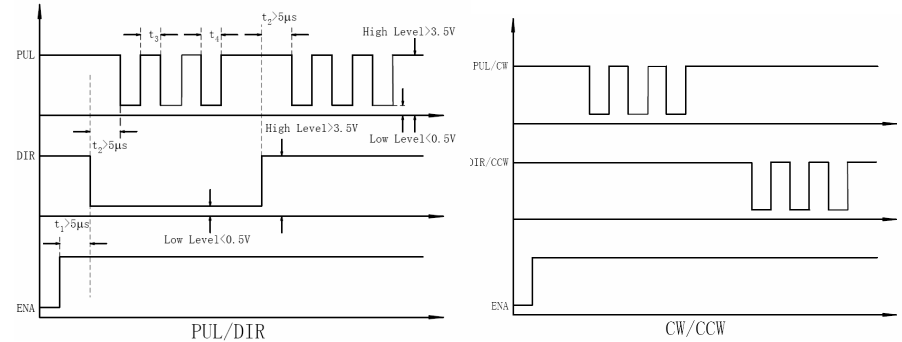 t₂>5μs
High Level>3.5V
t₃
t₄
PUL
Low Level<0.5V
t₂>5μs
High Level>3.5V
DIR
t₁>5μs
Low Level<0.5V
ENA
PUL/DIR
PUL/CW
DIR/CCW
ENA
CW/CCW